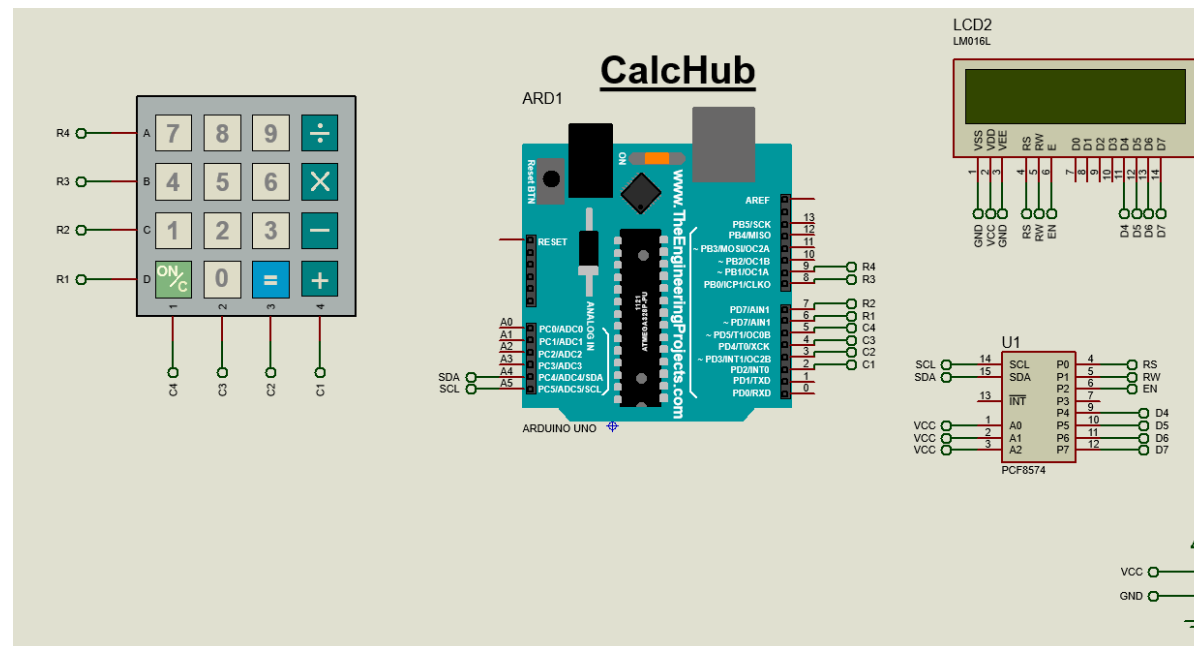 CalcHub
R4
A
7 8 9 ÷
R3
B
4 5 6 ×
R2
C
1 2 3 −
R1
D
ON/C 0 = +
1 2 3 4
C4 C3 C2 C1
ARD1
Reset BTN
ON
www.TheEngineeringProjects.com
RESET
ANALOG IN
1121
ATMEGA328P-PU
AREF
PB5/SCK 13
PB4/MISO 12
~ PB3/MOSI/OC2A 11
~ PB2/OC1B 10
~ PB1/OC1A 9 R4
PB0/ICP1/CLKO 8 R3
PD7/AIN1 7 R2
~ PD7/AIN1 6 R1
~ PD5/T1/OC0B 5 C4
PD4/T0/XCK 4 C3
~ PD3/INT1/OC2B 3 C2
PD2/INT0 2 C1
PD1/TXD 1
PD0/RXD 0
A0 PC0/ADC0
A1 PC1/ADC1
A2 PC2/ADC2
A3 PC3/ADC3
SDA A4 PC4/ADC4/SDA
SCL A5 PC5/ADC5/SCL
ARDUINO UNO
LCD2
LM016L
VSS VDD VEE RS RW E D0 D1 D2 D3 D4 D5 D6 D7
1 2 3 4 5 6 7 8 9 10 11 12 13 14
GND VCC GND RS RW EN D4 D5 D6 D7
U1
SCL 14 SCL P0 4 RS
SDA 15 SDA P1 5 RW
P2 6 EN
13 INT P3 7
P4 9 D4
VCC 1 A0 P5 10 D5
VCC 2 A1 P6 11 D6
VCC 3 A2 P7 12 D7
PCF8574
VCC
GND